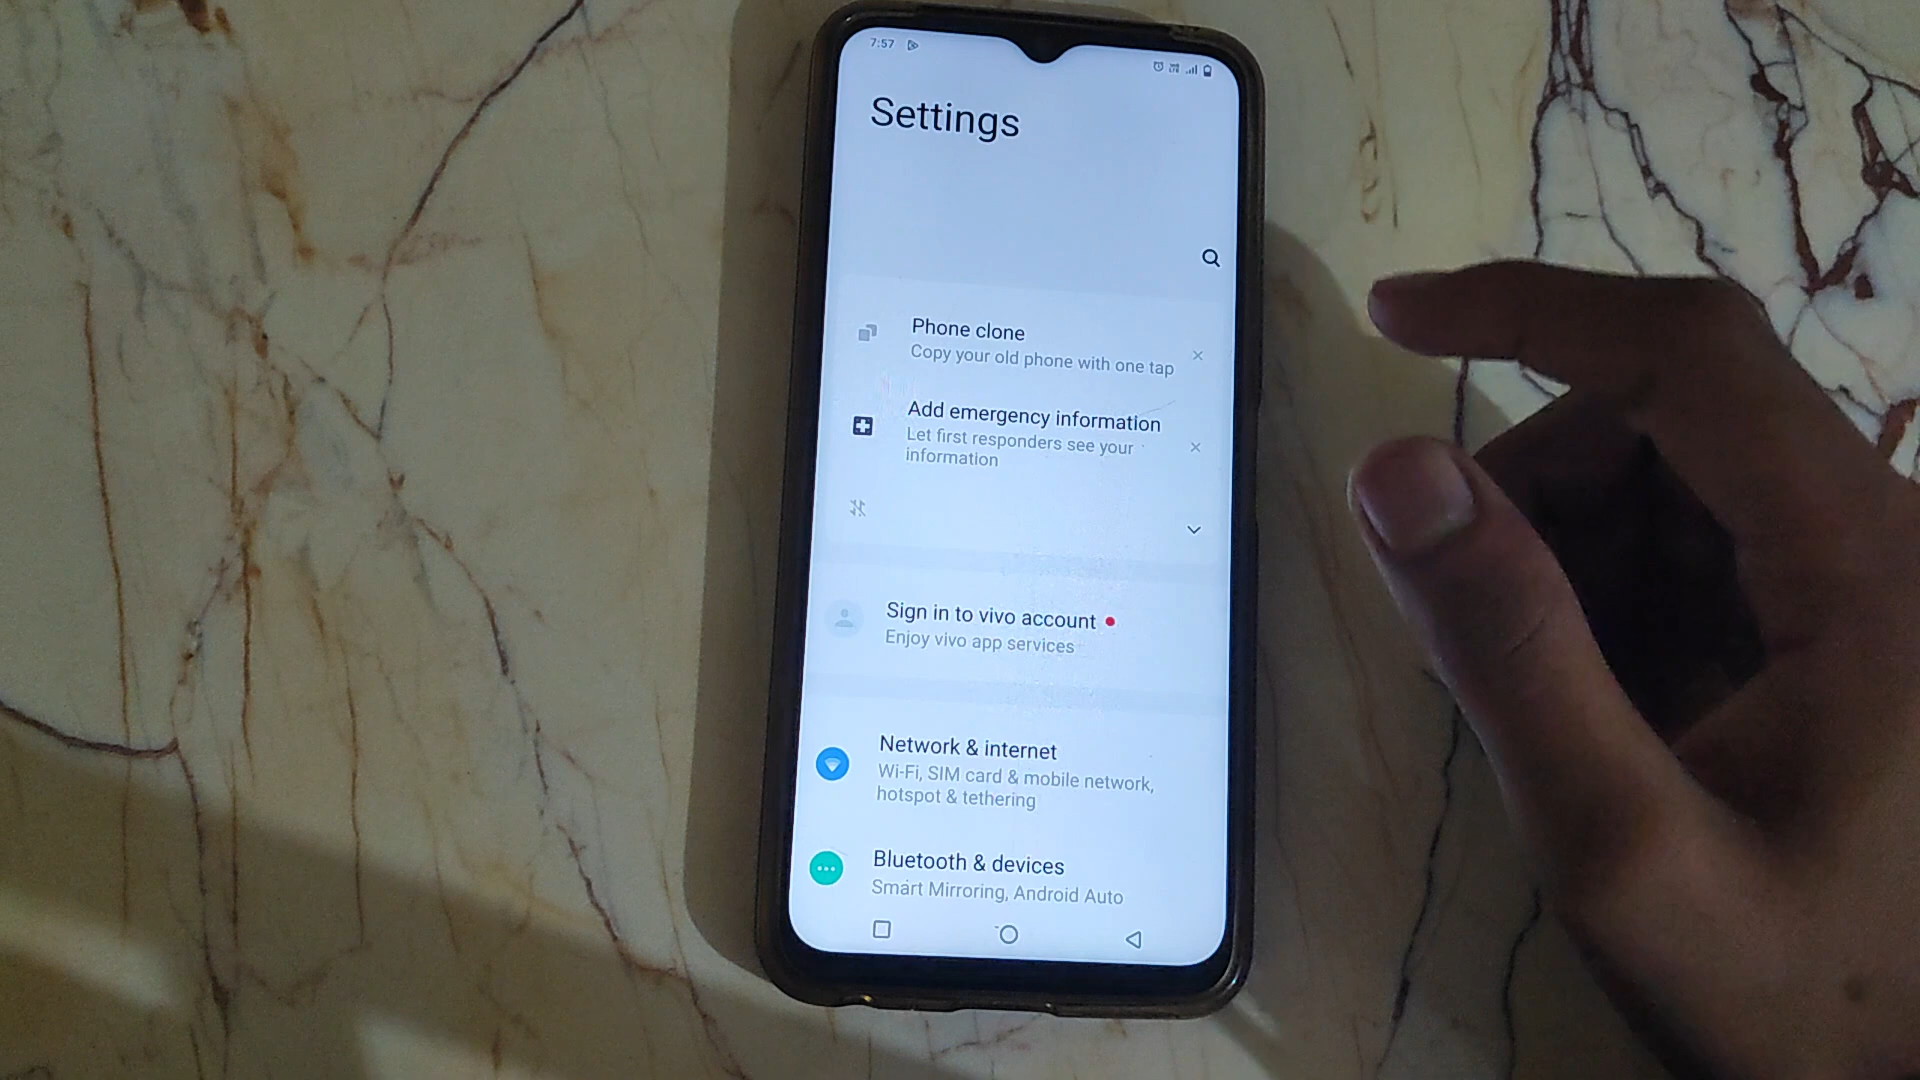 7:57
Settings
Phone clone
Copy your old phone with one tap
Add emergency information
Let first responders see your
information
Sign in to vivo account
Enjoy vivo app services
Network & internet
Wi-Fi, SIM card & mobile network,
hotspot & tethering
Bluetooth & devices
Smart Mirroring, Android Auto